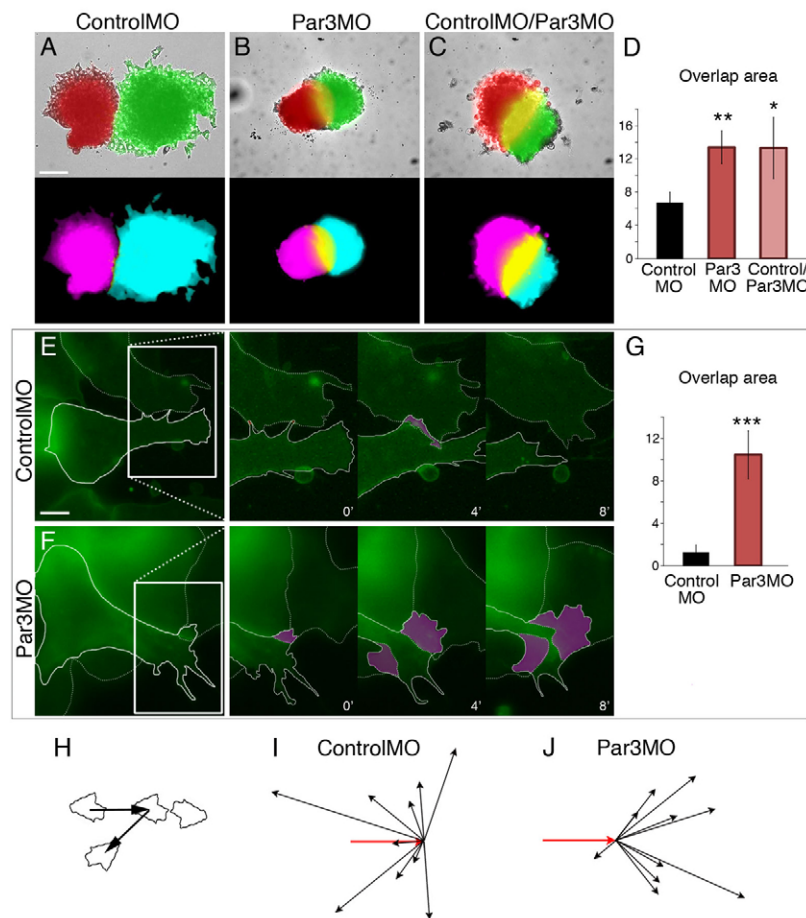 ControlMO
Par3MO
ControlMO/Par3MO
A
B
C
D
Overlap area
**
*
16
12
8
4
0
Control MO
Par3 MO
Control/ Par3MO
ControlMO
E
0'
4'
8'
G
Overlap area
***
12
8
4
0
Control MO
Par3MO
Par3MO
F
0'
4'
8'
H
I
ControlMO
J
Par3MO